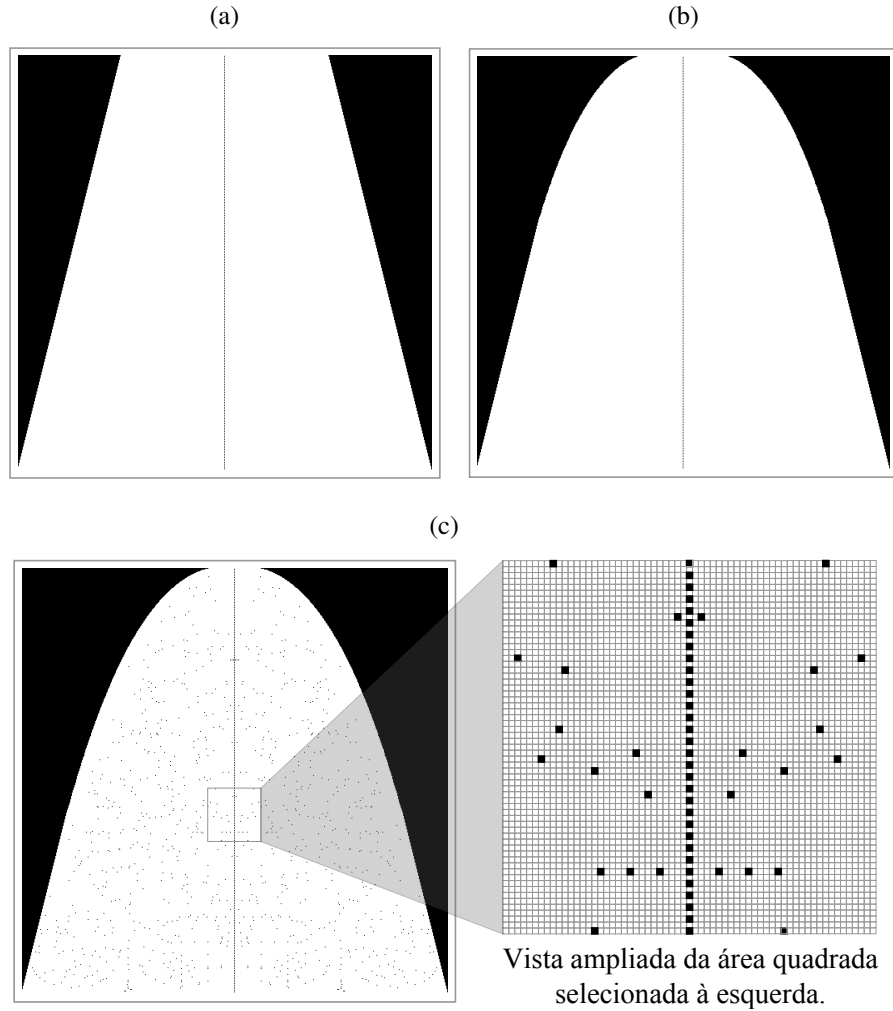 (a)
(b)
(c)
Vista ampliada da área quadrada
selecionada à esquerda.